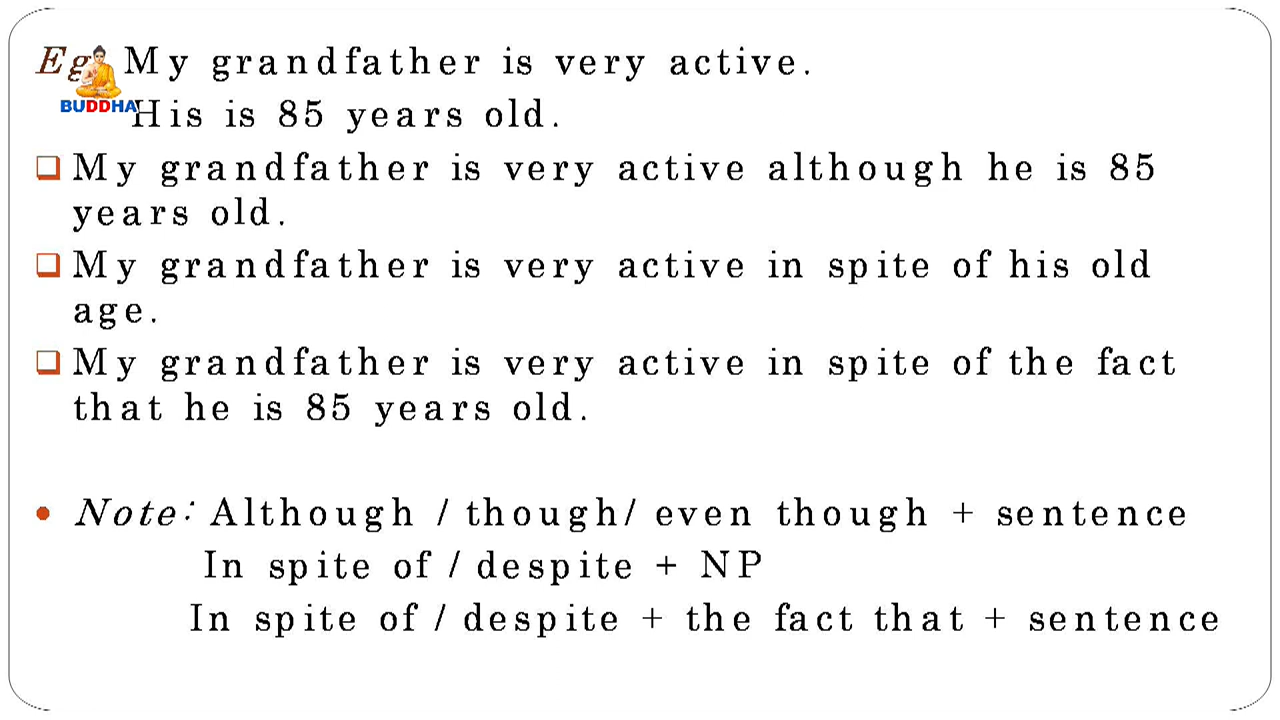 Eg: My grandfather is very active.
BUDDHA
His is 85 years old.
My grandfather is very active although he is 85
years old.
My grandfather is very active in spite of his old
age.
My grandfather is very active in spite of the fact
that he is 85 years old.
Note: Although / though/ even though + sentence
In spite of / despite + NP
In spite of / despite + the fact that + sentence